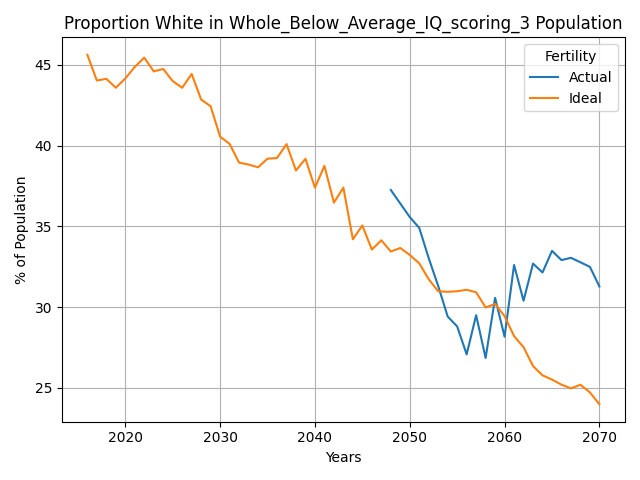 Proportion White in Whole_Below_Average_IQ_scoring_3 Population
Fertility
Actual
Ideal
% of Population
45
40
35
30
25
2020
2030
2040
2050
2060
2070
Years